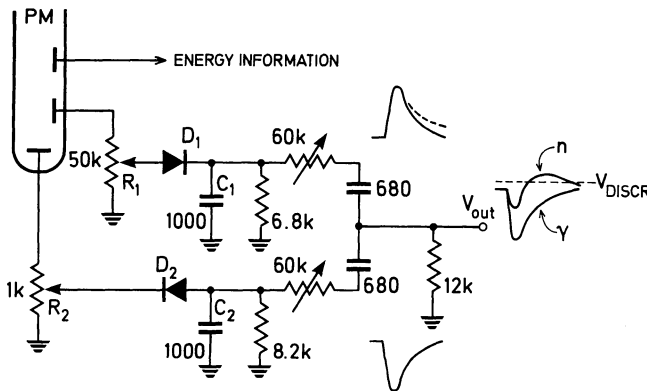 PM
ENERGY INFORMATION
50k
R1
D1
C1
1000
6.8k
60k
680
Vout
n
VDISCR
γ
1k
R2
D2
C2
1000
8.2k
60k
680
12k